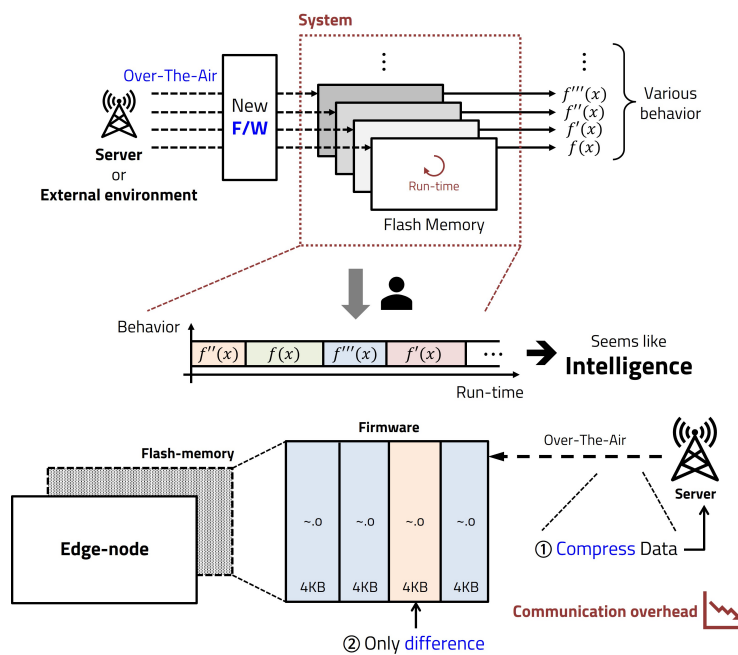 System
Over-The-Air
New
F/W
Server
or
External environment
⋮
⋮
f'''(x)
f''(x)
f'(x)
f(x)
Various
behavior
Run-time
Flash Memory
Behavior
f''(x)
f(x)
f'''(x)
f'(x)
⋯
Run-time
Seems like
Intelligence
Firmware
Flash-memory
Over-The-Air
Server
Edge-node
~.o
~.o
~.o
~.o
4KB
4KB
4KB
4KB
① Compress Data
Communication overhead
② Only difference